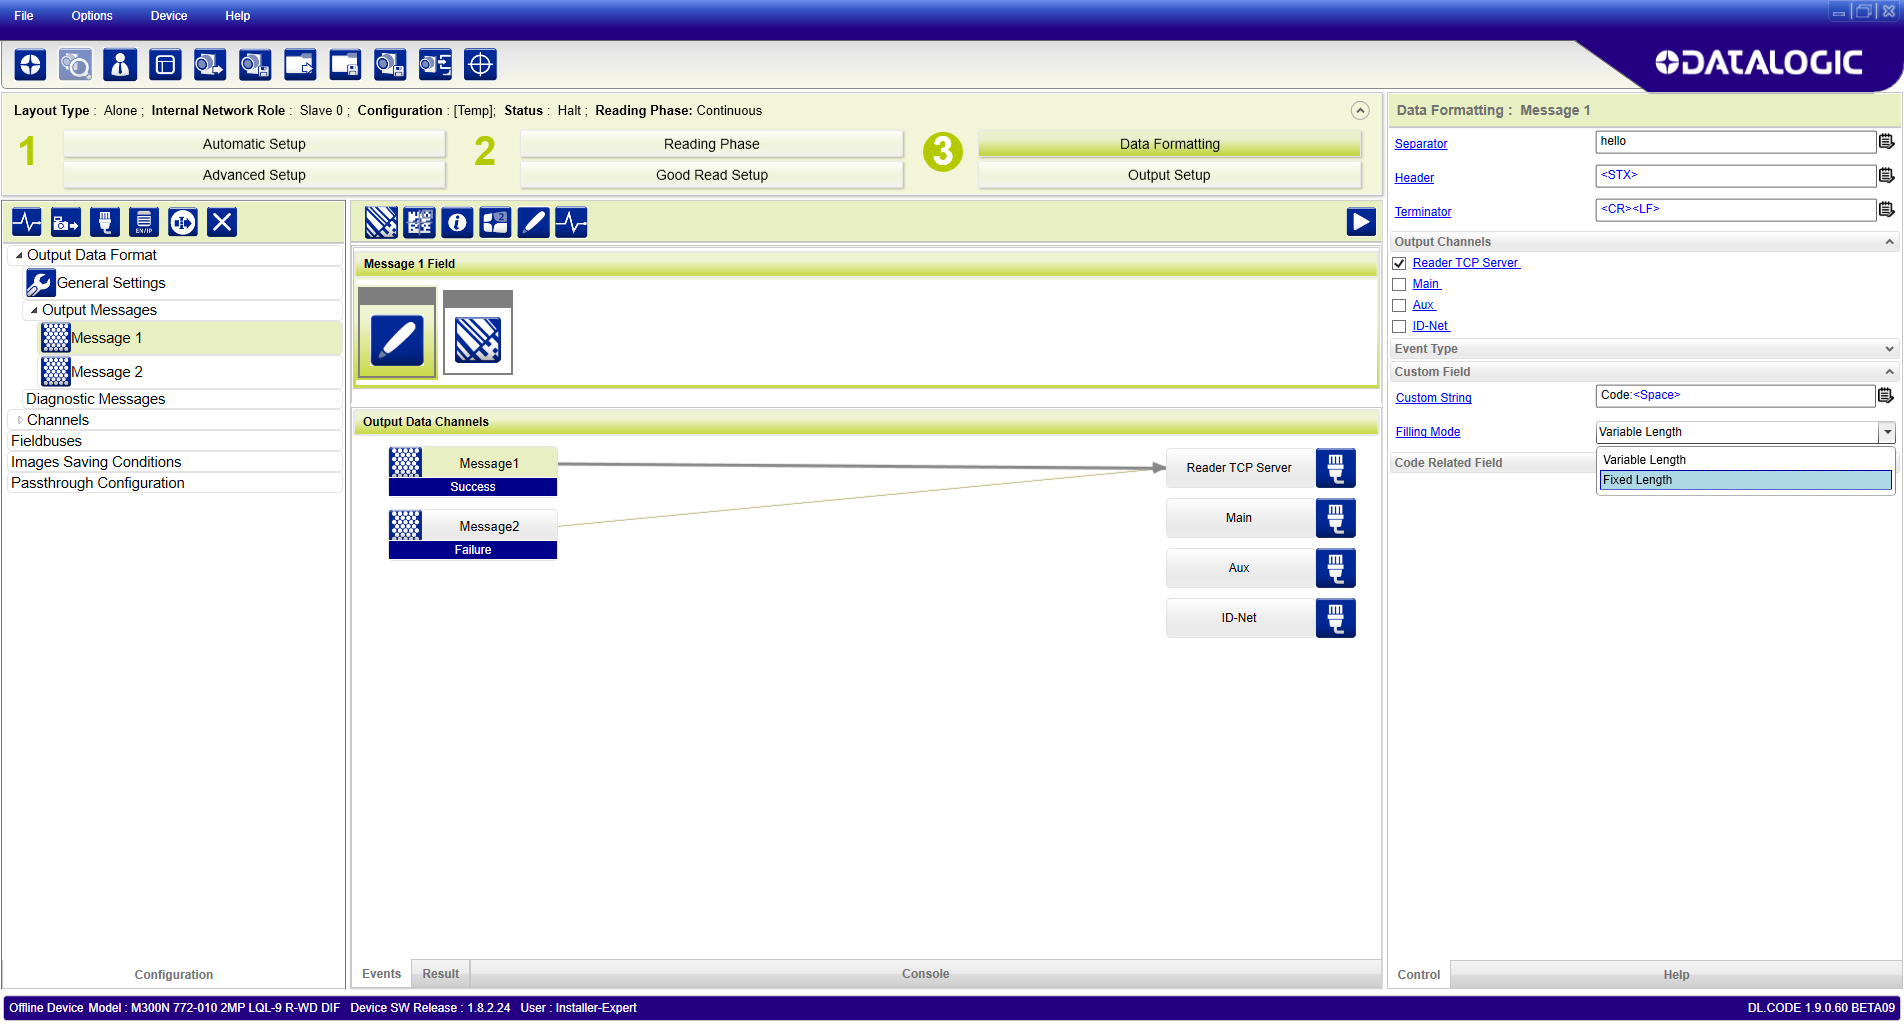 File Options Device Help
DATALOGIC
Layout Type : Alone ; Internal Network Role : Slave 0 ; Configuration : [Temp]; Status : Halt ; Reading Phase: Continuous
1 Automatic Setup
Advanced Setup
2 Reading Phase
Good Read Setup
3 Data Formatting
Output Setup
EN/IP
Output Data Format
General Settings
Output Messages
Message 1
Message 2
Diagnostic Messages
Channels
Fieldbuses
Images Saving Conditions
Passthrough Configuration
Configuration
Message 1 Field
Output Data Channels
Message1
Success
Message2
Failure
Reader TCP Server
Main
Aux
ID-Net
Events Result Console
Data Formatting : Message 1
Separator hello
Header <STX>
Terminator <CR><LF>
Output Channels
Reader TCP Server
Main
Aux
ID-Net
Event Type
Custom Field
Custom String Code:<Space>
Filling Mode Variable Length
Variable Length
Fixed Length
Code Related Field
Control Help
Offline Device Model : M300N 772-010 2MP LQL-9 R-WD DIF Device SW Release : 1.8.2.24 User : Installer-Expert
DL.CODE 1.9.0.60 BETA09